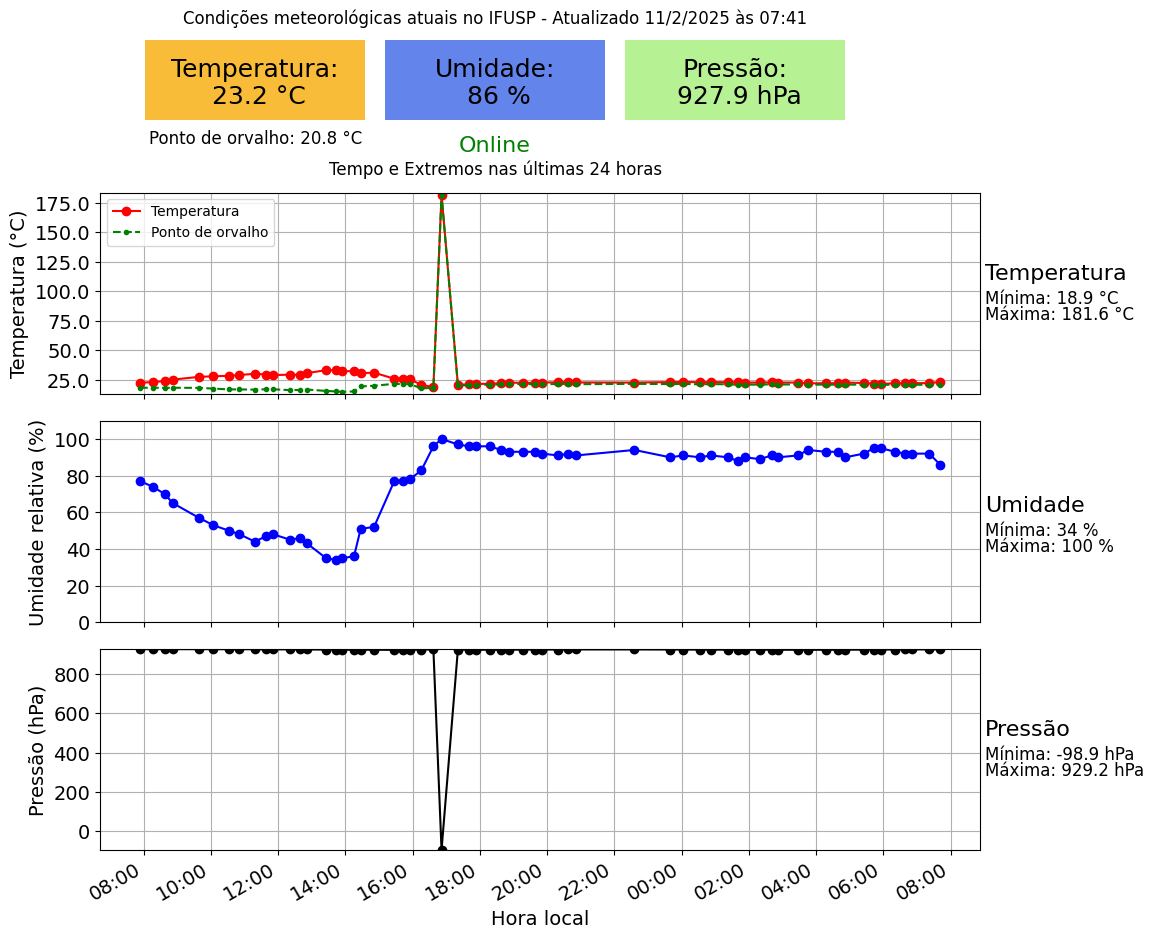 Condições meteorológicas atuais no IFUSP - Atualizado 11/2/2025 às 07:41
Temperatura:
23.2 °C
Umidade:
86 %
Pressão:
927.9 hPa
Ponto de orvalho: 20.8 °C
Online
Tempo e Extremos nas últimas 24 horas
Temperatura (°C)
175.0
150.0
125.0
100.0
75.0
50.0
25.0
Temperatura
Ponto de orvalho
Temperatura
Mínima: 18.9 °C
Máxima: 181.6 °C
Umidade relativa (%)
100
80
60
40
20
0
Umidade
Mínima: 34 %
Máxima: 100 %
Pressão (hPa)
800
600
400
200
0
Pressão
Mínima: -98.9 hPa
Máxima: 929.2 hPa
08:00 10:00 12:00 14:00 16:00 18:00 20:00 22:00 00:00 02:00 04:00 06:00 08:00
Hora local